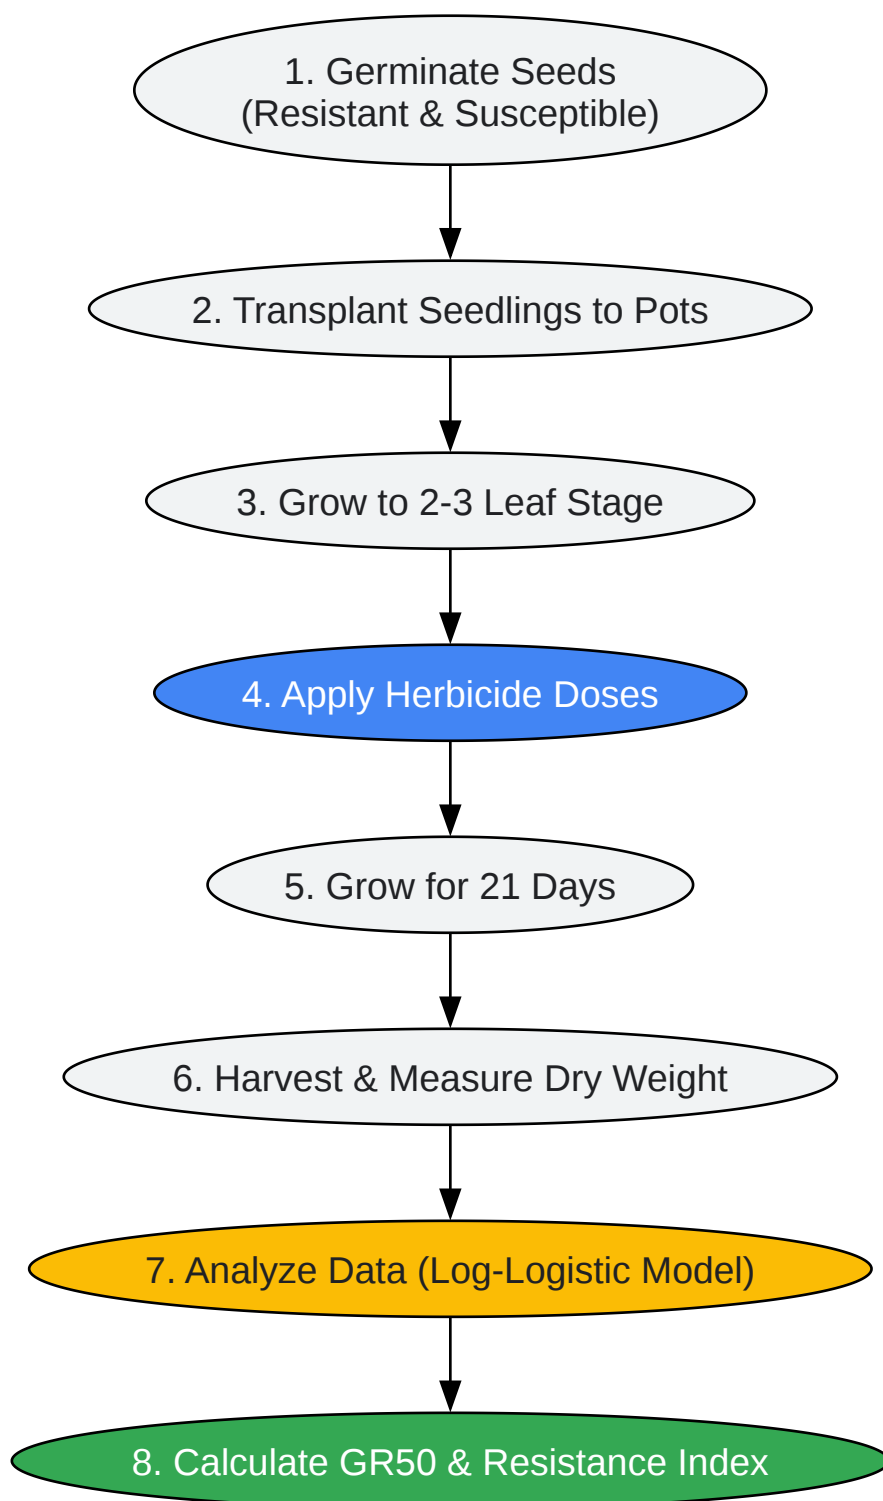 1. Germinate Seeds
(Resistant & Susceptible)
2. Transplant Seedlings to Pots
3. Grow to 2-3 Leaf Stage
4. Apply Herbicide Doses
5. Grow for 21 Days
6. Harvest & Measure Dry Weight
7. Analyze Data (Log-Logistic Model)
8. Calculate GR50 & Resistance Index